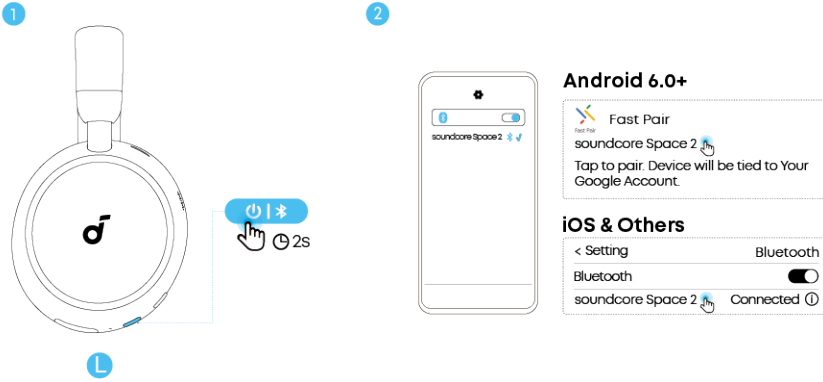 1
2s
L
2
soundcore Space 2
Android 6.0+
Fast Pair
Fast Pair
soundcore Space 2
Tap to pair. Device will be tied to Your
Google Account.
iOS & Others
< Setting Bluetooth
Bluetooth
soundcore Space 2 Connected